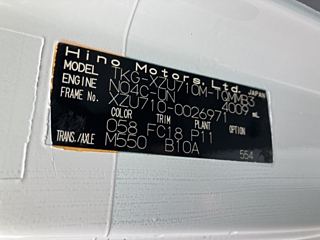 Hino Motors,Ltd. JAPAN
MODEL TKG-XZU710M-TQMMB3
ENGINE N04C-UN 4009 mL
FRAME No. XZU710-0026971
COLOR TRIM PLANT OPTION
058 FC18 P11
TRANS./AXLE M550 B10A
554